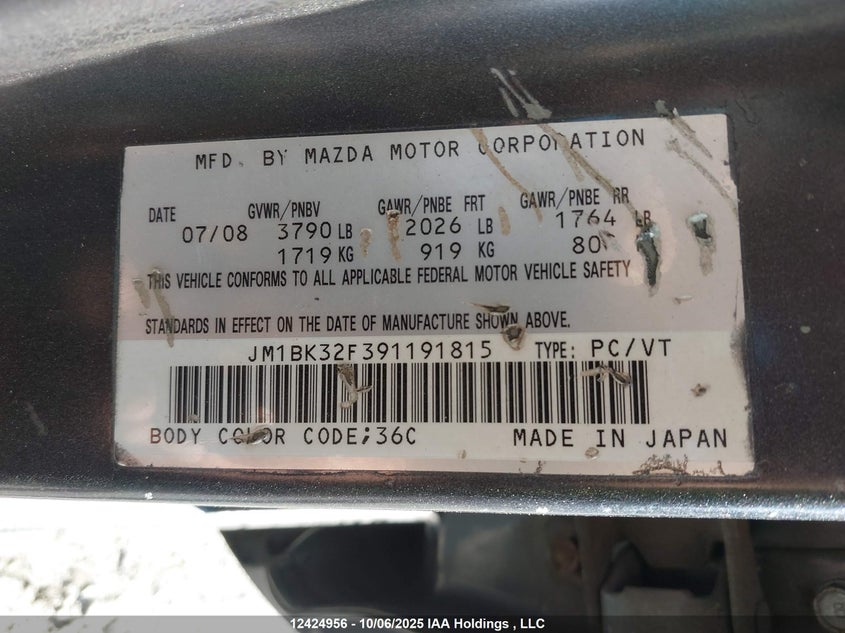 MFD. BY MAZDA MOTOR CORPORATION
DATE GVWR/PNBV GAWR/PNBE FRT GAWR/PNBE RR
07/08 3790 LB 2026 LB 1764 LB
1719 KG 919 KG
THIS VEHICLE CONFORMS TO ALL APPLICABLE FEDERAL MOTOR VEHICLE SAFETY
STANDARDS IN EFFECT ON THE DATE OF MANUFACTURE SHOWN ABOVE.
JM1BK32F391191815 TYPE: PC/VT
BODY COLOR CODE;36C MADE IN JAPAN
12424956 - 10/06/2025 IAA Holdings , LLC